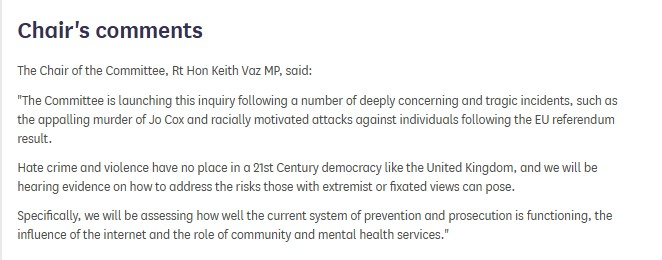 Chair's comments
The Chair of the Committee, Rt Hon Keith Vaz MP, said:
"The Committee is launching this inquiry following a number of deeply concerning and tragic incidents, such as
the appalling murder of Jo Cox and racially motivated attacks against individuals following the EU referendum
result.
Hate crime and violence have no place in a 21st Century democracy like the United Kingdom, and we will be
hearing evidence on how to address the risks those with extremist or fixated views can pose.
Specifically, we will be assessing how well the current system of prevention and prosecution is functioning, the
influence of the internet and the role of community and mental health services."